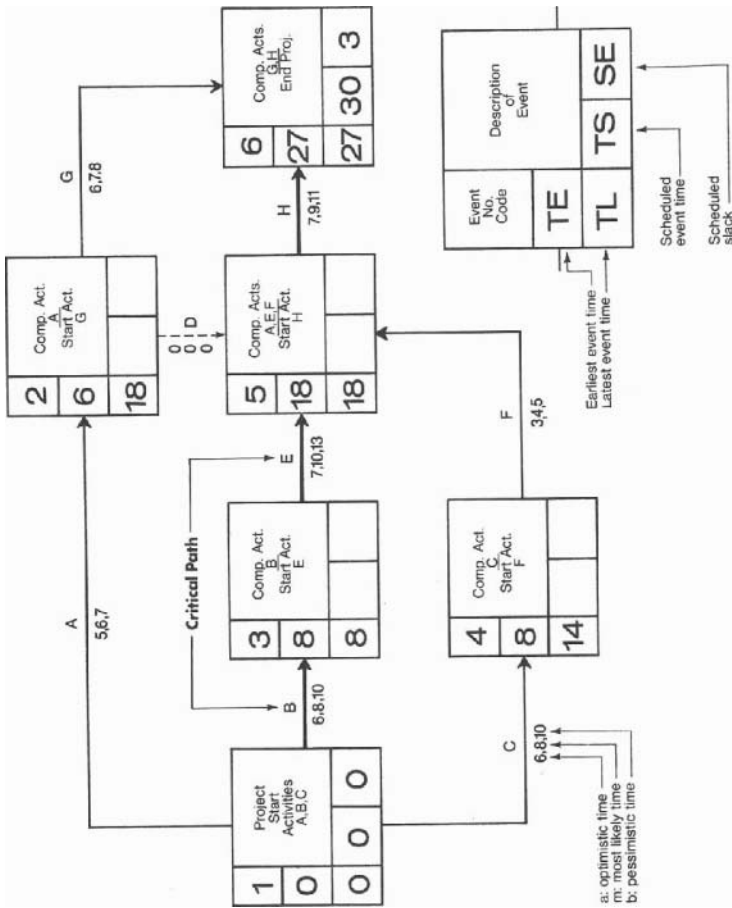 A
5,6,7
2
Comp. Act.
A
Start Act.
G
6
18
G
6,7,8
D
0
0
0
Critical Path
1
Project
Start
Activities
A,B,C
0
0
0
0
B
6,8,10
3
Comp. Act.
B
Start Act.
E
8
8
E
7,10,13
5
Comp. Acts.
A,E,F
Start Act.
H
18
18
H
7,9,11
6
Comp. Acts.
G,H
End Proj.
27
27
30
3
C
6,8,10
a: optimistic time
m: most likely time
b: pessimistic time
4
Comp. Act.
C
Start Act.
F
8
14
F
3,4,5
Event
No.
Code
Description
of
Event
TE
TL
TS
SE
Earliest event time
Latest event time
Scheduled
event time
Scheduled
slack